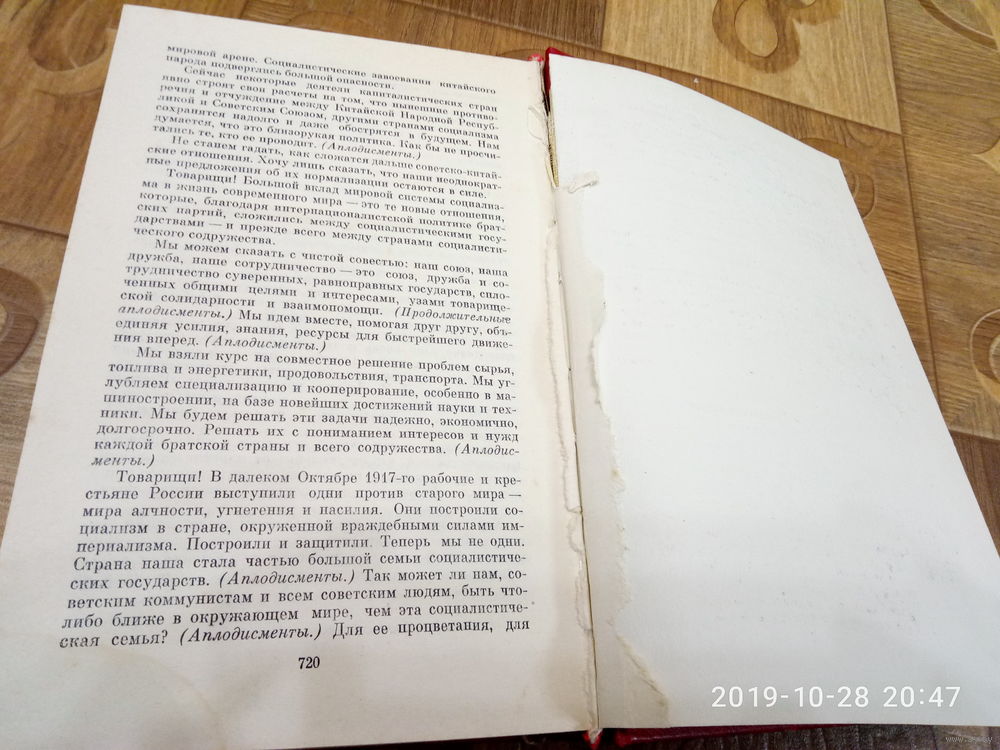 мировой арене. Социалистические завоевания китайского
народа подверглись большой опасности.
Сейчас некоторые деятели капиталистических стран
явно строят свои расчеты на том, что нынешние противо-
речия и отчуждение между Китайской Народной Респуб-
ликой и Советским Союзом, другими странами социализма
сохранятся надолго и даже обострятся в будущем. Нам
думается, что это близорукая политика. Как бы не просчи-
тались те, кто ее проводит. (Аплодисменты.)
Не станем гадать, как сложатся дальше советско-китай-
ские отношения. Хочу лишь сказать, что наши неоднократ-
ные предложения об их нормализации остаются в силе.
Товарищи! Большой вклад мировой системы социализ-
ма в жизнь современного мира — это те новые отношения,
которые, благодаря интернационалистской политике брат-
ских партий, сложились между социалистическими госу-
дарствами — и прежде всего между странами социалисти-
ческого содружества.
Мы можем сказать с чистой совестью: наш союз, наша
дружба, наше сотрудничество — это союз, дружба и со-
трудничество суверенных, равноправных государств, спло-
ченных общими целями и интересами, узами товарище-
ской солидарности и взаимопомощи. (Продолжительные
аплодисменты.) Мы идем вместе, помогая друг другу, объ-
единяя усилия, знания, ресурсы для быстрейшего движе-
ния вперед. (Аплодисменты.)
Мы взяли курс на совместное решение проблем сырья,
топлива и энергетики, продовольствия, транспорта. Мы уг-
лубляем специализацию и кооперирование, особенно в ма-
шиностроении, на базе новейших достижений науки и тех-
ники. Мы будем решать эти задачи надежно, экономично,
долгосрочно. Решать их с пониманием интересов и нужд
каждой братской страны и всего содружества. (Аплодис-
менты.)
Товарищи! В далеком Октябре 1917-го рабочие и кре-
стьяне России выступили одни против старого мира —
мира алчности, угнетения и насилия. Они построили со-
циализм в стране, окруженной враждебными силами им-
периализма. Построили и защитили. Теперь мы не одни.
Страна наша стала частью большой семьи социалистиче-
ских государств. (Аплодисменты.) Так может ли нам, со-
ветским коммунистам и всем советским людям, быть что-
либо ближе в окружающем мире, чем эта социалистиче-
ская семья? (Аплодисменты.) Для ее процветания, для
720
2019-10-28 20:47